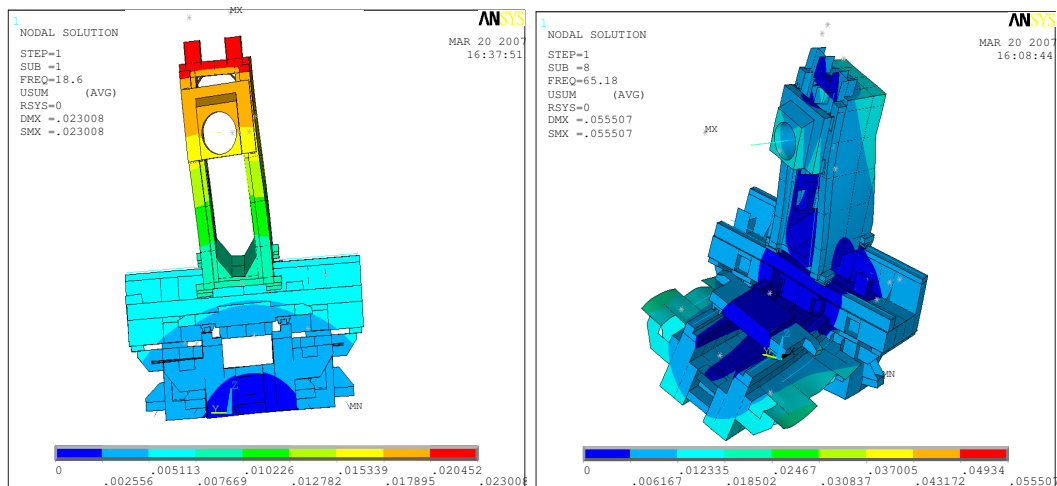 1
ANSYS
NODAL SOLUTION
MAR 20 2007
16:37:51
STEP=1
SUB =1
FREQ=18.6
USUM (AVG)
RSYS=0
DMX =.023008
SMX =.023008
MX
Z
Y
MN
0 .005113 .010226 .015339 .020452
.002556 .007669 .012782 .017895 .023008
1
ANSYS
NODAL SOLUTION
MAR 20 2007
16:08:44
STEP=1
SUB =8
FREQ=65.18
USUM (AVG)
RSYS=0
DMX =.055507
SMX =.055507
MX
Y
MN
0 .012335 .02467 .037005 .04934
.006167 .018502 .030837 .043172 .055507